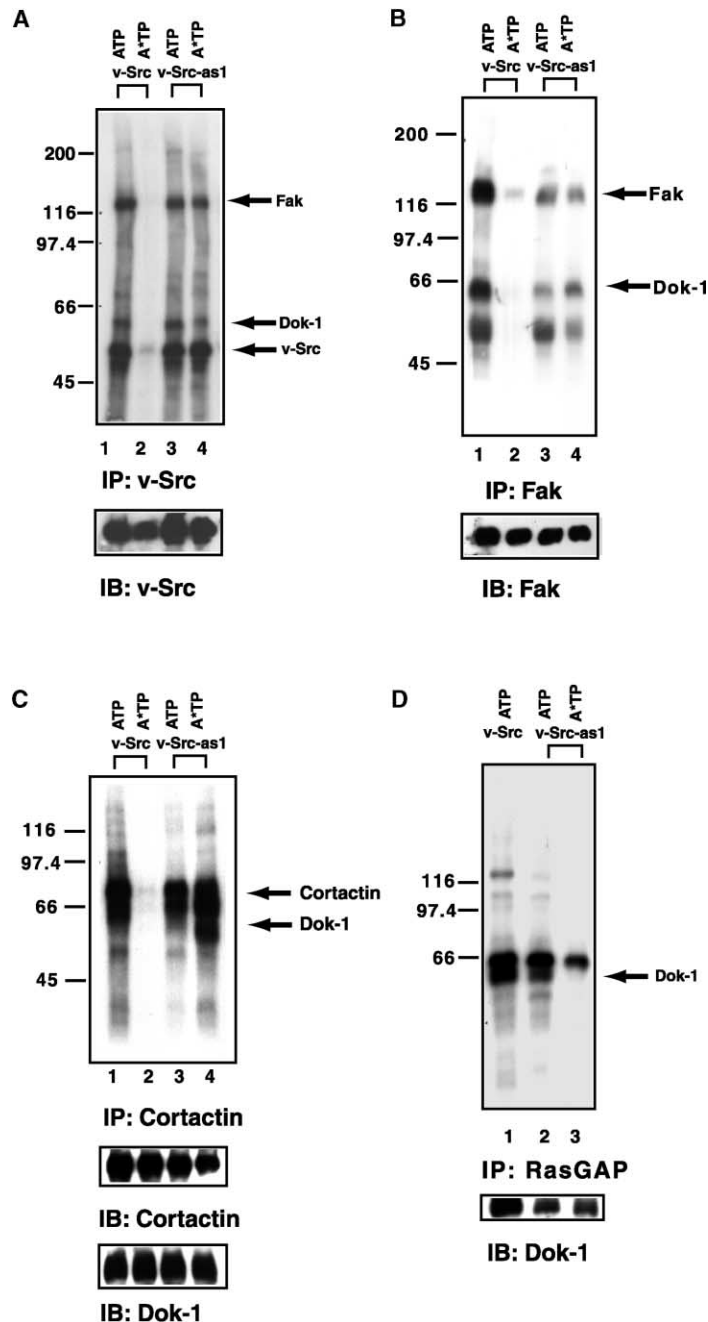 A
ATP A*TP ATP A*TP
v-Src v-Src-as1
200
116
97.4
66
45
Fak
Dok-1
v-Src
1 2 3 4
IP: v-Src
IB: v-Src
B
ATP A*TP ATP A*TP
v-Src v-Src-as1
200
116
97.4
66
45
Fak
Dok-1
1 2 3 4
IP: Fak
IB: Fak
C
ATP A*TP ATP A*TP
v-Src v-Src-as1
116
97.4
66
45
Cortactin
Dok-1
1 2 3 4
IP: Cortactin
IB: Cortactin
IB: Dok-1
D
ATP ATP A*TP
v-Src v-Src-as1
116
97.4
66
Dok-1
1 2 3
IP: RasGAP
IB: Dok-1